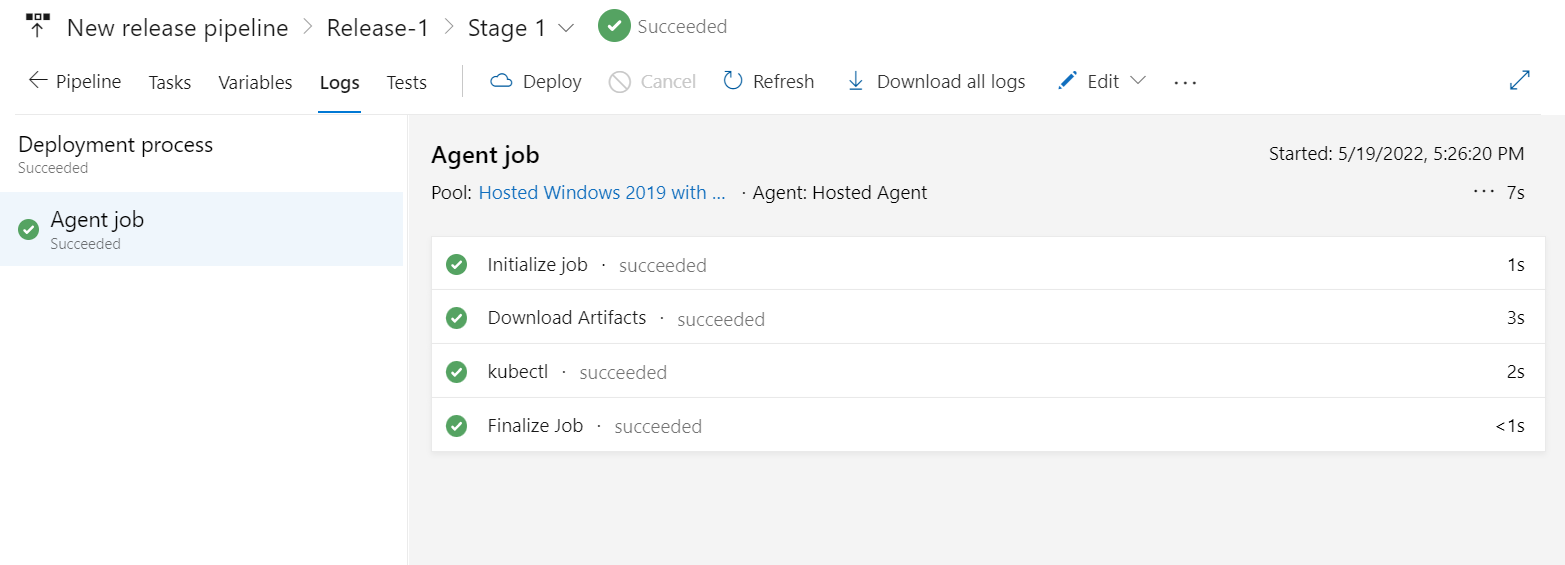 New release pipeline > Release-1 > Stage 1 Succeeded
Pipeline Tasks Variables Logs Tests Deploy Cancel Refresh Download all logs Edit ...
Deployment process
Succeeded
Agent job
Succeeded
Agent job Started: 5/19/2022, 5:26:20 PM
Pool: Hosted Windows 2019 with ... · Agent: Hosted Agent ... 7s
Initialize job · succeeded 1s
Download Artifacts · succeeded 3s
kubectl · succeeded 2s
Finalize Job · succeeded <1s